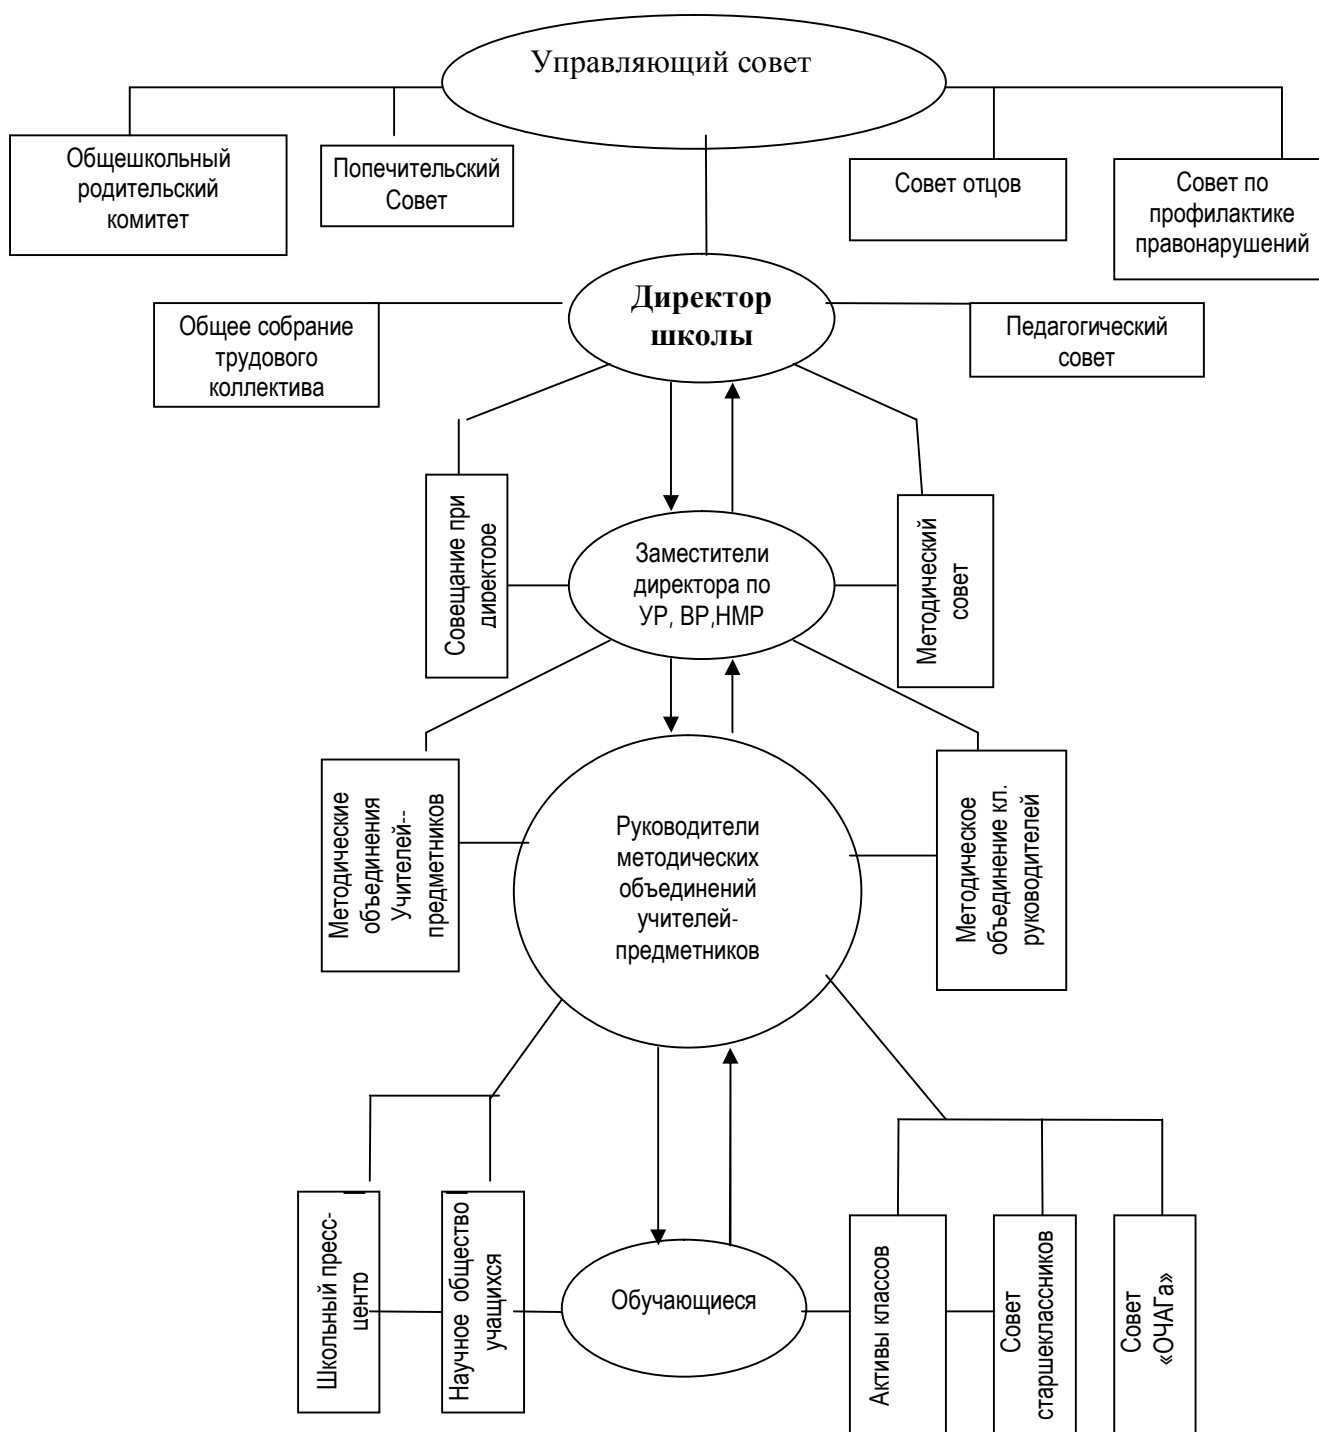 Управляющий совет
Общешкольный
родительский
комитет
Попечительский
Совет
Совет отцов
Совет по
профилактике
правонарушений
Директор
школы
Общее собрание
трудового
коллектива
Педагогический
совет
Совещание при
директоре
Заместители
директора по
УР, ВР,НМР
Методический
совет
Методические
объединения
Учителей--
предметников
Руководители
методических
объединений
учителей-
предметников
Методическое
объединение кл.
руководителей
Школьный пресс-
центр
Научное общество
учащихся
Обучающиеся
Активы классов
Совет
старшеклассников
Совет
«ОЧАГа»